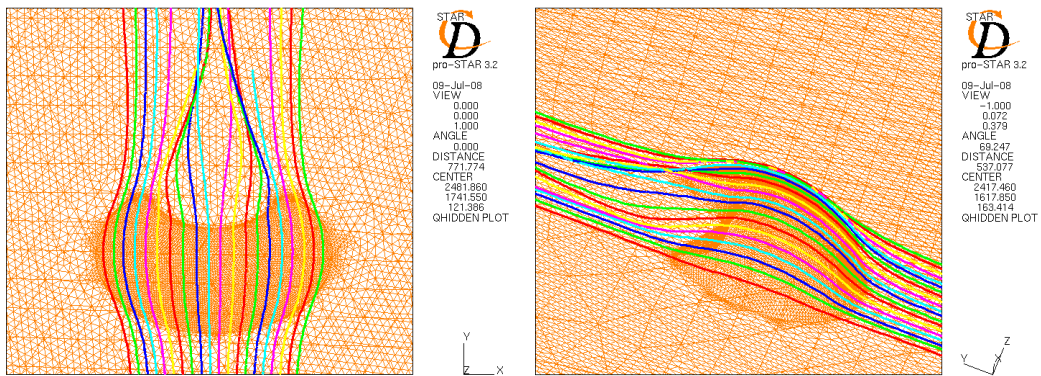 STAR
D
pro-STAR 3.2
09-Jul-08
VIEW
0.000
0.000
1.000
ANGLE
0.000
DISTANCE
771.774
CENTER
2481.860
1741.550
121.386
QHIDDEN PLOT
Y
Z X
STAR
D
pro-STAR 3.2
09-Jul-08
VIEW
-1.000
0.072
0.379
ANGLE
69.247
DISTANCE
537.077
CENTER
2417.460
1617.850
163.414
QHIDDEN PLOT
Z
Y X